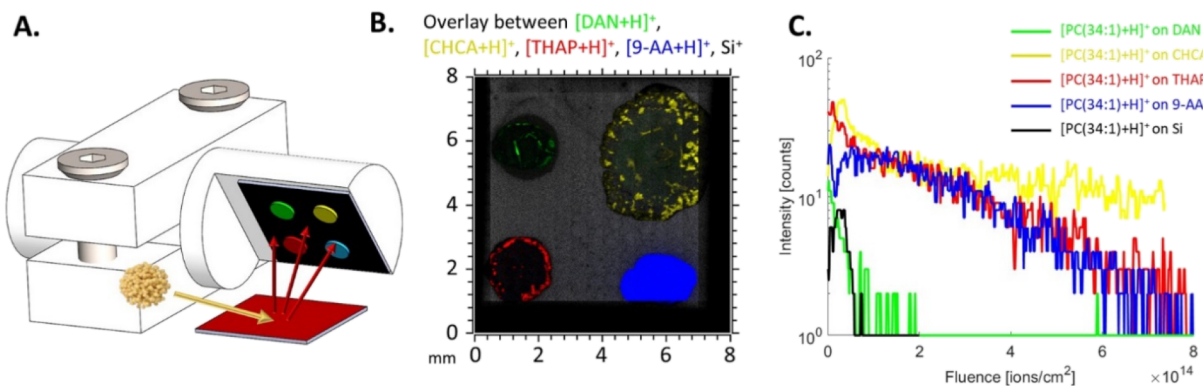 A.
B.
Overlay between [DAN+H]⁺,
[CHCA+H]⁺, [THAP+H]⁺, [9-AA+H]⁺, Si⁺
8
6
4
2
0
mm 0 2 4 6 8
C.
[PC(34:1)+H]⁺ on DAN
[PC(34:1)+H]⁺ on CHCA
[PC(34:1)+H]⁺ on THAP
[PC(34:1)+H]⁺ on 9-AA
[PC(34:1)+H]⁺ on Si
Intensity [counts]
10²
10¹
10⁰
0 2 4 6 8
Fluence [ions/cm²] ×10¹⁴